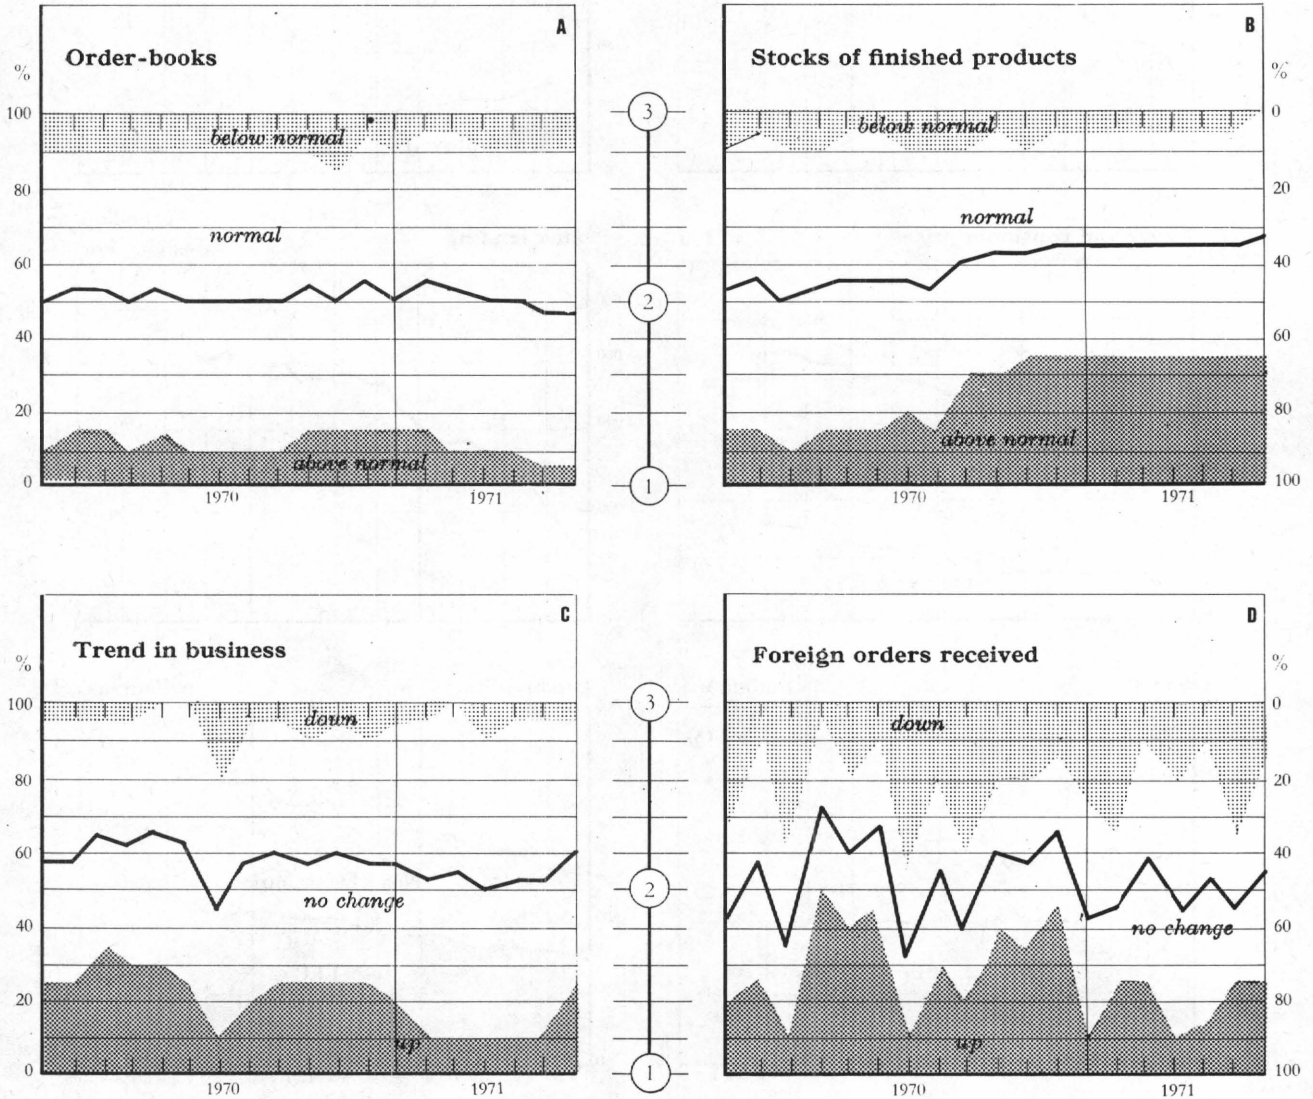 A
Order-books
%
100
below normal
80
normal
60
40
20
above normal
0
1970
1971
3
2
1
B
Stocks of finished products
%
0
below normal
20
normal
40
60
80
above normal
100
1970
1971
C
Trend in business
%
100
down
80
60
no change
40
20
up
0
1970
1971
3
2
1
D
Foreign orders received
%
0
down
20
40
60
no change
80
up
100
1970
1971